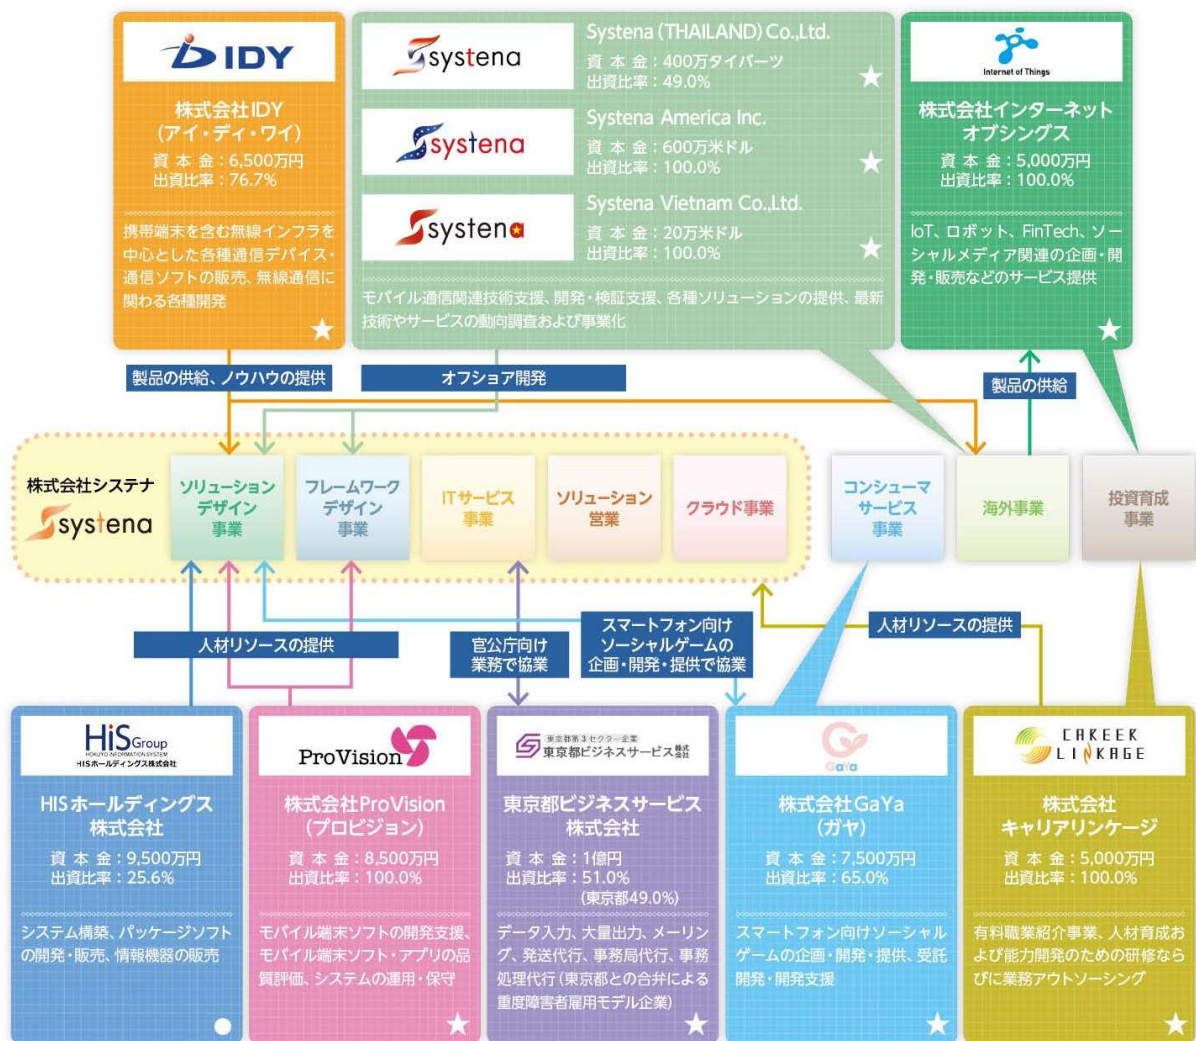 IDY
株式会社IDY
(アイ・ディ・ワイ)
資本金：6,500万円
出資比率：76.7%
携帯端末を含む無線インフラを
中心とした各種通信デバイス・
通信ソフトの販売、無線通信に
関わる各種開発
★
systena
Systena (THAILAND) Co.,Ltd.
資本金：400万タイバーツ
出資比率：49.0%
★
systena
Systena America Inc.
資本金：600万米ドル
出資比率：100.0%
★
systena
Systena Vietnam Co.,Ltd.
資本金：20万米ドル
出資比率：100.0%
★
モバイル通信関連技術支援、開発・検証支援、各種ソリューションの提供、最新
技術やサービスの動向調査および事業化
Internet of Things
株式会社インターネット
オブシングス
資本金：5,000万円
出資比率：100.0%
IoT、ロボット、FinTech、ソー
シャルメディア関連の企画・開
発・販売などのサービス提供
★
製品の供給、ノウハウの提供
オフショア開発
製品の供給
株式会社システナ
systena
ソリューション
デザイン
事業
フレームワーク
デザイン
事業
ITサービス
事業
ソリューション
営業
クラウド事業
コンシューマ
サービス
事業
海外事業
投資育成
事業
人材リソースの提供
官公庁向け
業務で協業
スマートフォン向け
ソーシャルゲームの
企画・開発・提供で協業
人材リソースの提供
HiS Group
HOKUYO INFORMATION SYSTEM
HISホールディングス株式会社
HISホールディングス
株式会社
資本金：9,500万円
出資比率：25.6%
システム構築、パッケージソフト
の開発・販売、情報機器の販売
●
ProVision
株式会社ProVision
(プロビジョン)
資本金：8,500万円
出資比率：100.0%
モバイル端末ソフトの開発支援、
モバイル端末ソフト・アプリの品
質評価、システムの運用・保守
★
東京都第3セクター企業
東京都ビジネスサービス株式会社
東京都ビジネスサービス
株式会社
資本金：1億円
出資比率：51.0%
(東京都49.0%)
データ入力、大量出力、メーリン
グ、発送代行、事務局代行、事務
処理代行(東京都との合弁による
重度障害者雇用モデル企業)
★
GaYa
株式会社GaYa
(ガヤ)
資本金：7,500万円
出資比率：65.0%
スマートフォン向けソーシャル
ゲームの企画・開発・提供、受託
開発・開発支援
★
CAREER
LINKAGE
株式会社
キャリアリンケージ
資本金：5,000万円
出資比率：100.0%
有料職業紹介事業、人材育成お
よび能力開発のための研修なら
びに業務アウトソーシング
★